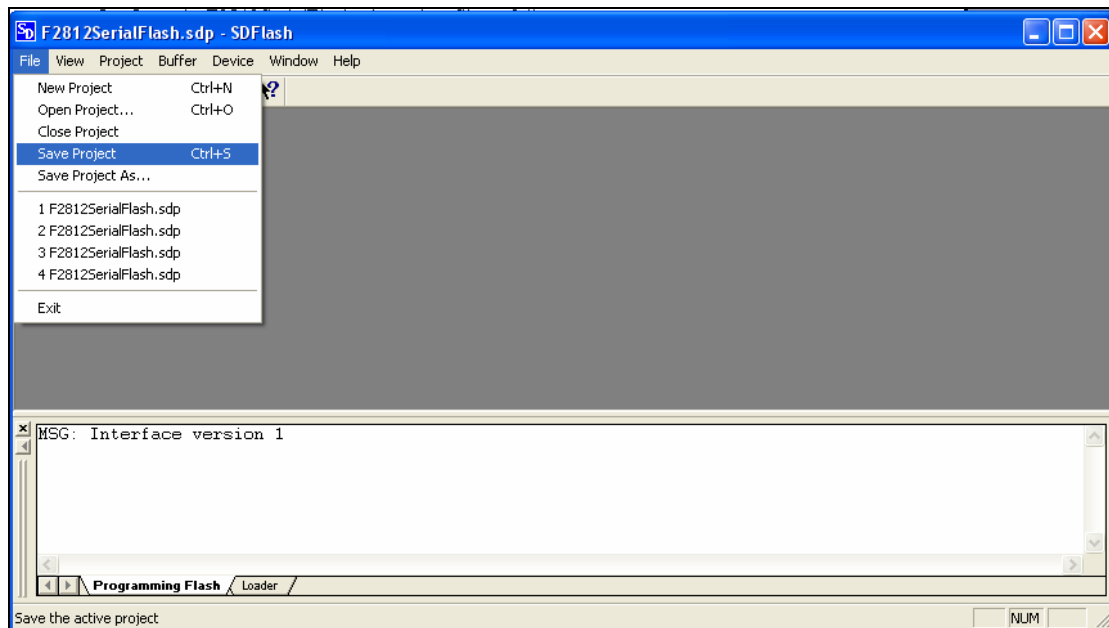 SD F2812SerialFlash.sdp - SDFlash
File View Project Buffer Device Window Help
New Project Ctrl+N
Open Project... Ctrl+O
Close Project
Save Project Ctrl+S
Save Project As...
1 F2812SerialFlash.sdp
2 F2812SerialFlash.sdp
3 F2812SerialFlash.sdp
4 F2812SerialFlash.sdp
Exit
MSG: Interface version 1
Programming Flash Loader
Save the active project NUM